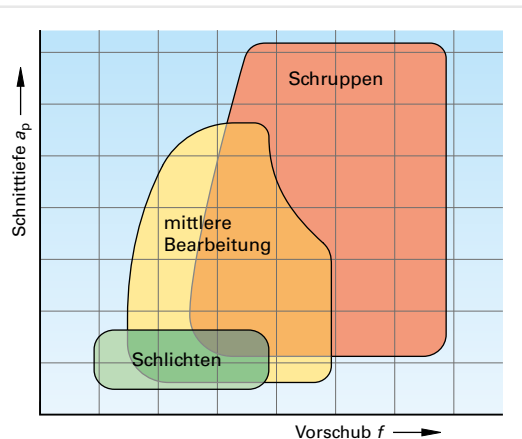 Schnitttiefe ap
Schruppen
mittlere
Bearbeitung
Schlichten
Vorschub f